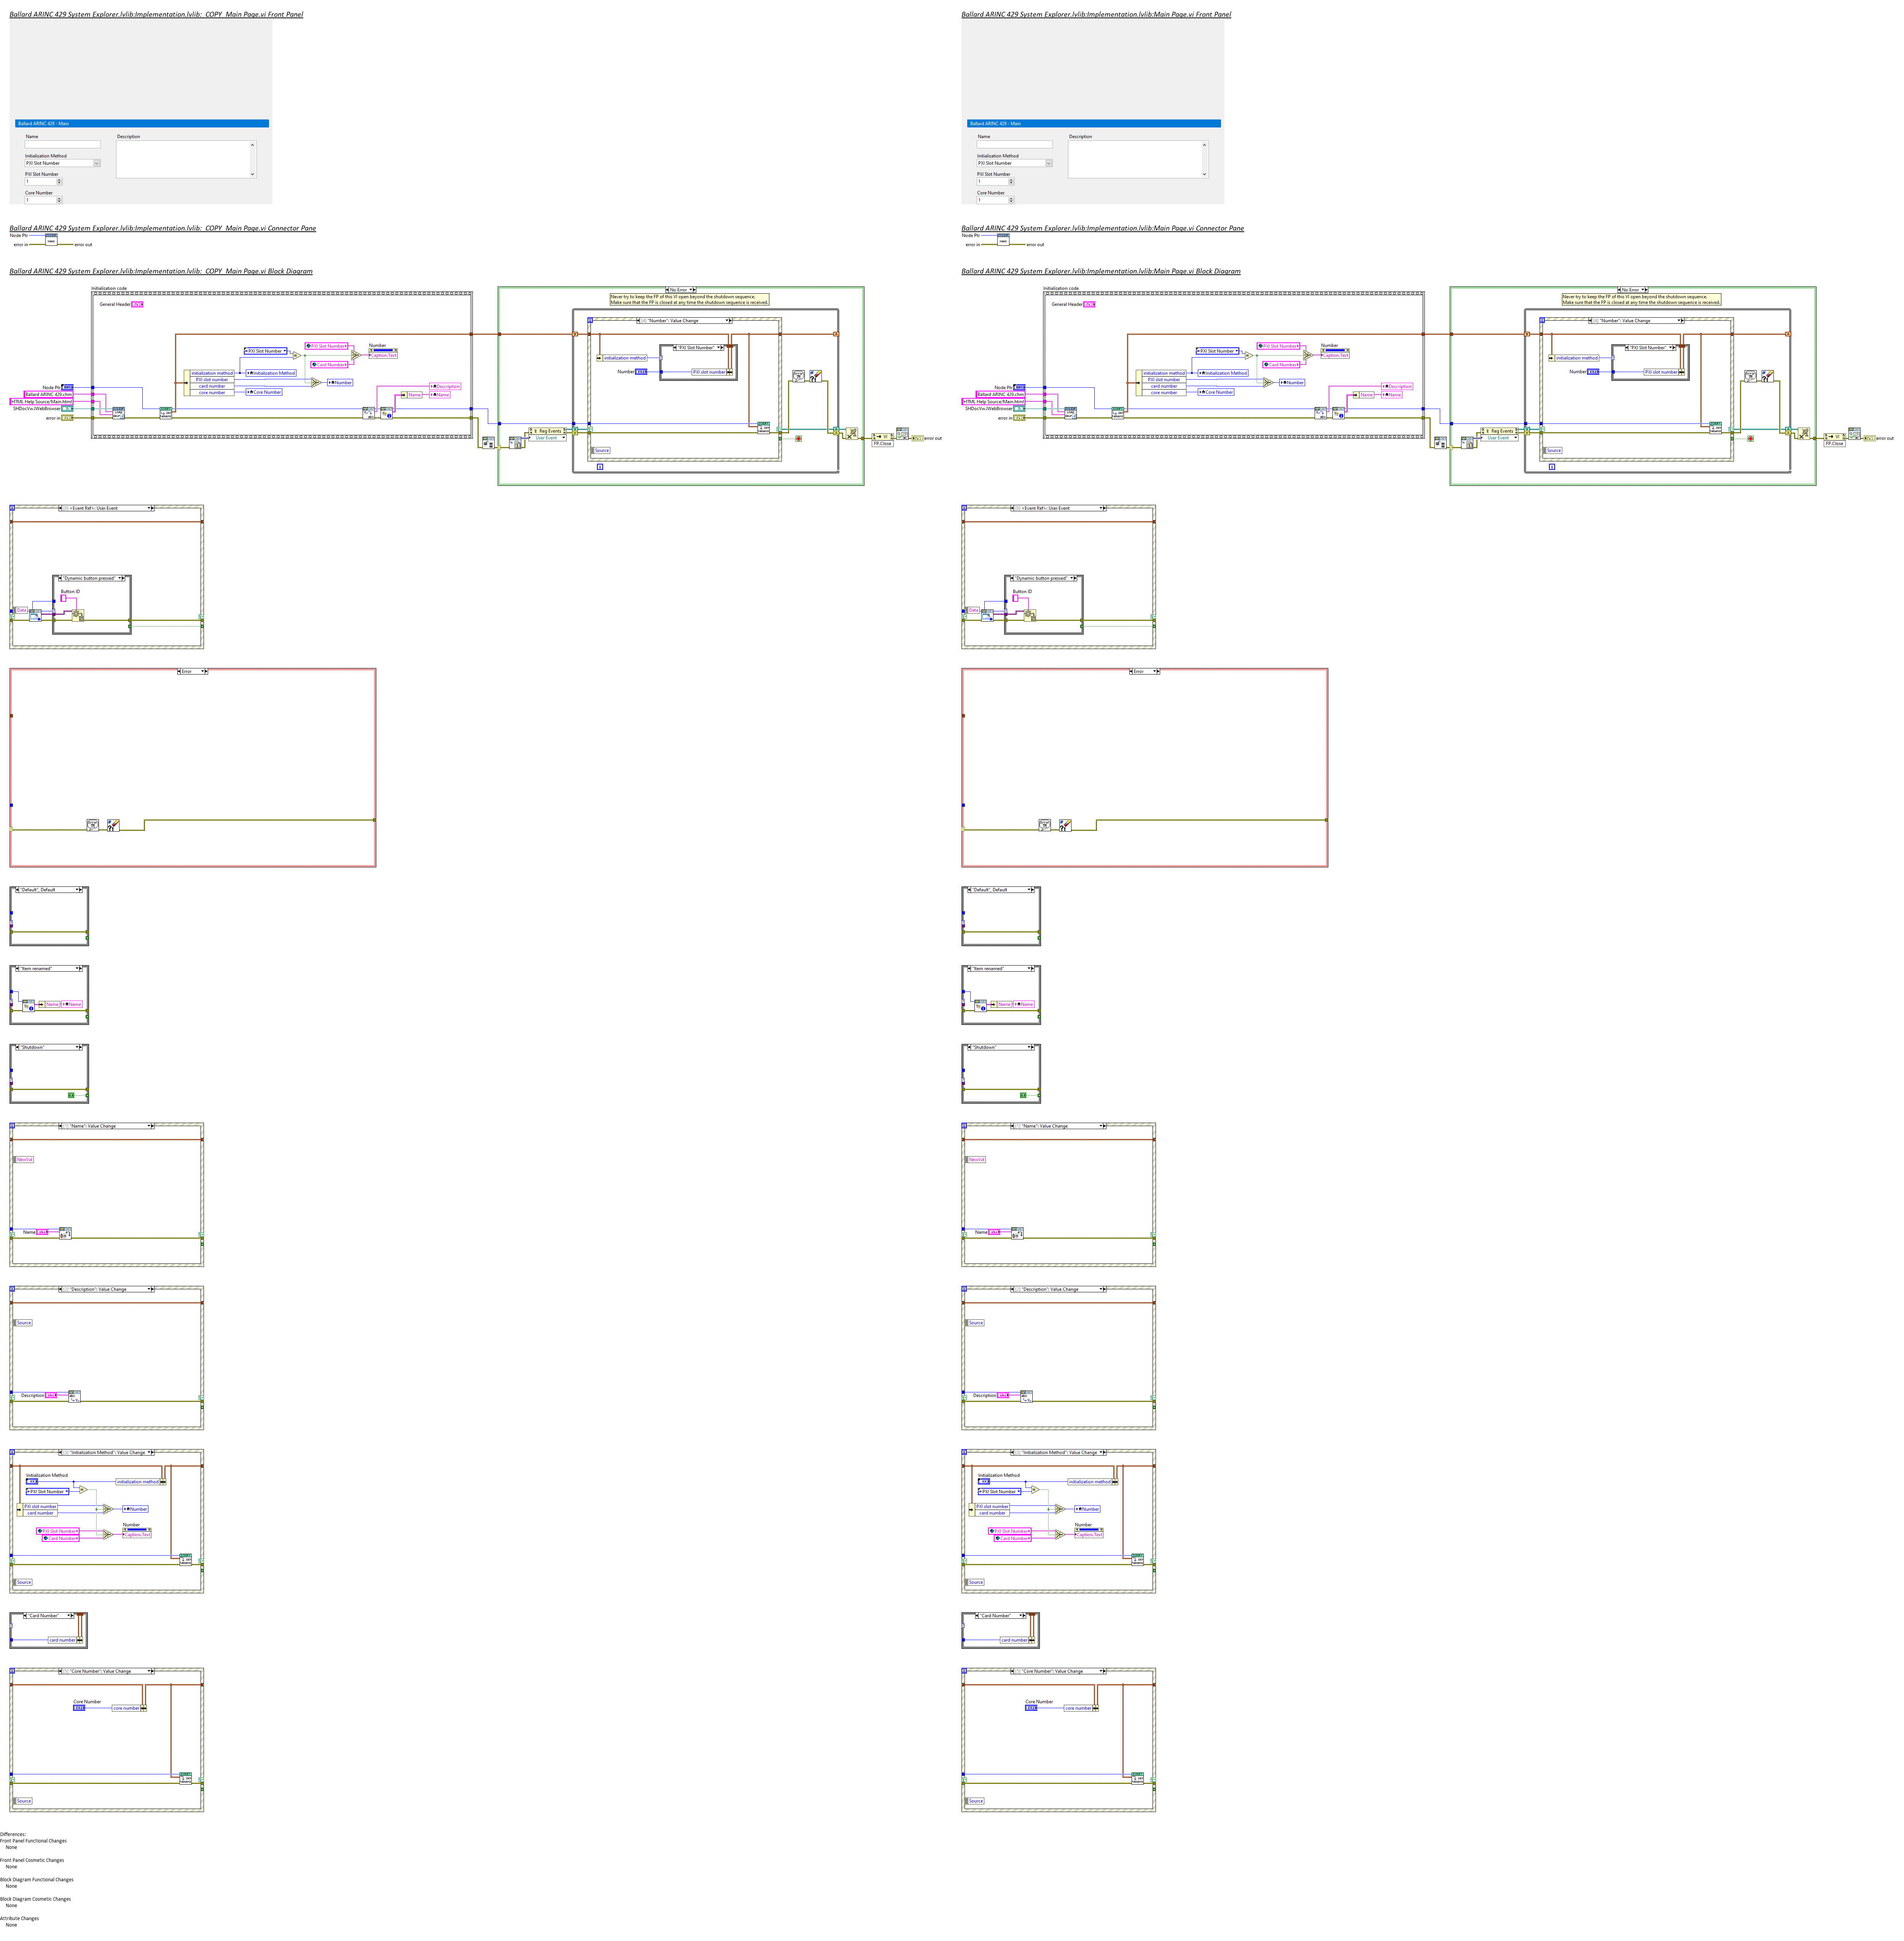 Ballard ARINC 429 System Explorer.lvlib:Implementation.lvlib:_COPY_Main Page.vi Front Panel
Ballard ARINC 429 - Main
Name
Description
Initialization Method
PXI Slot Number
PXI Slot Number
1
Core Number
1
Ballard ARINC 429 System Explorer.lvlib:Implementation.lvlib:_COPY_Main Page.vi Connector Pane
Node Ptr
error in
error out
Ballard ARINC 429 System Explorer.lvlib:Implementation.lvlib:_COPY_Main Page.vi Block Diagram
Initialization code
General Header
PXI Slot Number
PXI Slot Number
Card Number
Number
Caption.Text
initialization method
PXI slot number
card number
core number
Initialization Method
Number
Core Number
Description
Name
Name
Node Ptr
Ballard ARINC 429.chm
HTML Help Source/Main.html
SHDocVw.IWebBrowser
error in
No Error
Never try to keep the FP of this VI open beyond the shutdown sequence.
Make sure that the FP is closed at any time the shutdown sequence is received.
"Number": Value Change
initialization method
"PXI Slot Number"
Number
PXI slot number
Reg Events
User Event
Source
FP.Close
error out
<Event Ref>: User Event
"Dynamic button pressed"
Button ID
Data
Error
"Default", Default
"Item renamed"
Name
Name
"Shutdown"
"Name": Value Change
NewVal
Name
"Description": Value Change
Source
Description
"Initialization Method": Value Change
Initialization Method
initialization method
PXI Slot Number
PXI slot number
card number
Number
PXI Slot Number
Card Number
Number
Caption.Text
Source
"Card Number"
card number
"Core Number": Value Change
Core Number
core number
Source
Differences:
Front Panel Functional Changes
None
Front Panel Cosmetic Changes
None
Block Diagram Functional Changes
None
Block Diagram Cosmetic Changes
None
Attribute Changes
None
Ballard ARINC 429 System Explorer.lvlib:Implementation.lvlib:Main Page.vi Front Panel
Ballard ARINC 429 - Main
Name
Description
Initialization Method
PXI Slot Number
PXI Slot Number
1
Core Number
1
Ballard ARINC 429 System Explorer.lvlib:Implementation.lvlib:Main Page.vi Connector Pane
Node Ptr
error in
error out
Ballard ARINC 429 System Explorer.lvlib:Implementation.lvlib:Main Page.vi Block Diagram
Initialization code
General Header
PXI Slot Number
PXI Slot Number
Card Number
Number
Caption.Text
initialization method
PXI slot number
card number
core number
Initialization Method
Number
Core Number
Description
Name
Name
Node Ptr
Ballard ARINC 429.chm
HTML Help Source/Main.html
SHDocVw.IWebBrowser
error in
No Error
Never try to keep the FP of this VI open beyond the shutdown sequence.
Make sure that the FP is closed at any time the shutdown sequence is received.
"Number": Value Change
initialization method
"PXI Slot Number"
Number
PXI slot number
Reg Events
User Event
Source
FP.Close
error out
<Event Ref>: User Event
"Dynamic button pressed"
Button ID
Data
Error
"Default", Default
"Item renamed"
Name
Name
"Shutdown"
"Name": Value Change
NewVal
Name
"Description": Value Change
Source
Description
"Initialization Method": Value Change
Initialization Method
initialization method
PXI Slot Number
PXI slot number
card number
Number
PXI Slot Number
Card Number
Number
Caption.Text
Source
"Card Number"
card number
"Core Number": Value Change
Core Number
core number
Source